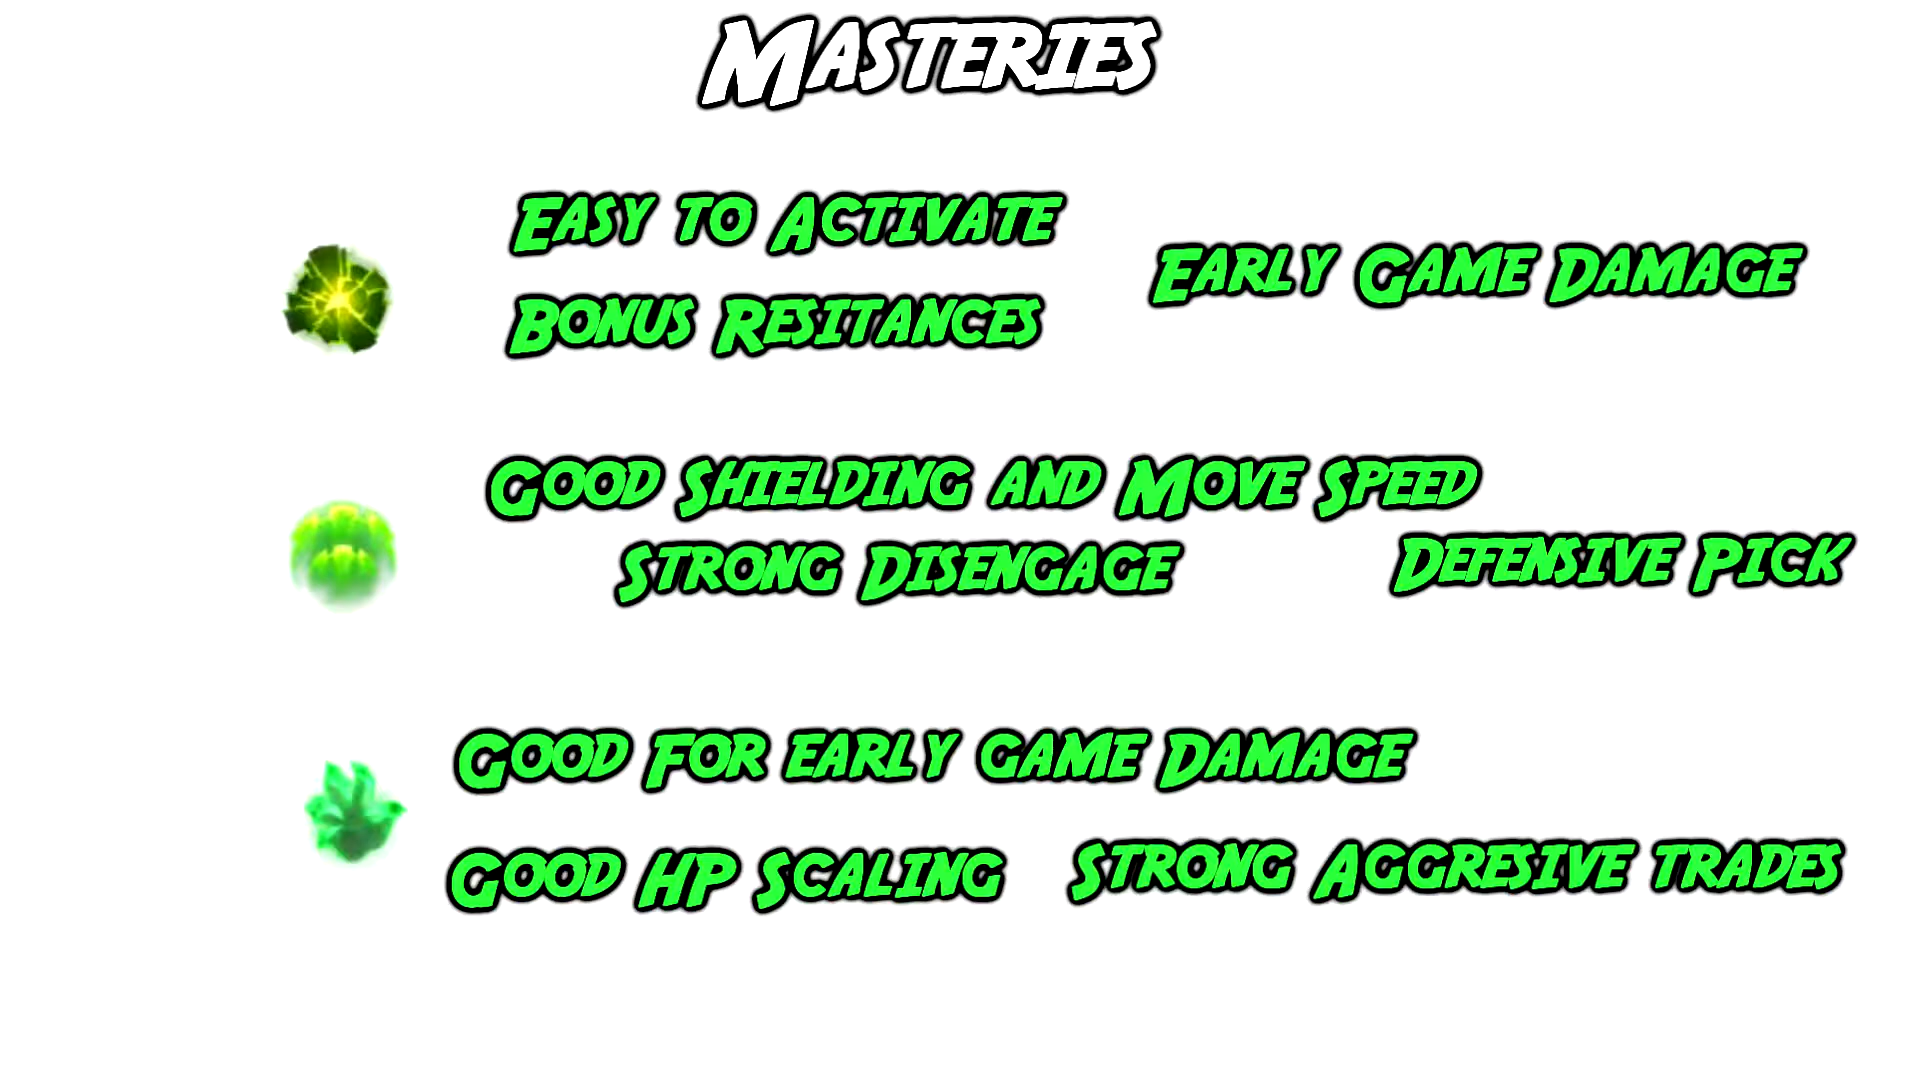 Masteries
Easy to Activate
Early Game Damage
Bonus Resitances
Good Shielding and Move Speed
Strong Disengage
Defensive Pick
Good For early game Damage
Good HP Scaling
Strong Aggresive trades